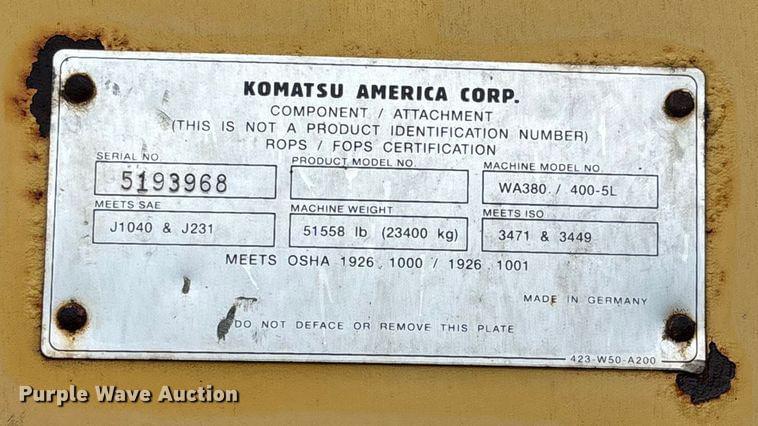 KOMATSU AMERICA CORP.
COMPONENT / ATTACHMENT
(THIS IS NOT A PRODUCT IDENTIFICATION NUMBER)
ROPS / FOPS CERTIFICATION
SERIAL NO. PRODUCT MODEL NO. MACHINE MODEL NO.
5193968 WA380 / 400-5L
MEETS SAE MACHINE WEIGHT MEETS ISO
J1040 & J231 51558 lb (23400 kg) 3471 & 3449
MEETS OSHA 1926.1000 / 1926.1001
MADE IN GERMANY
DO NOT DEFACE OR REMOVE THIS PLATE
423-W50-A200
Purple Wave Auction